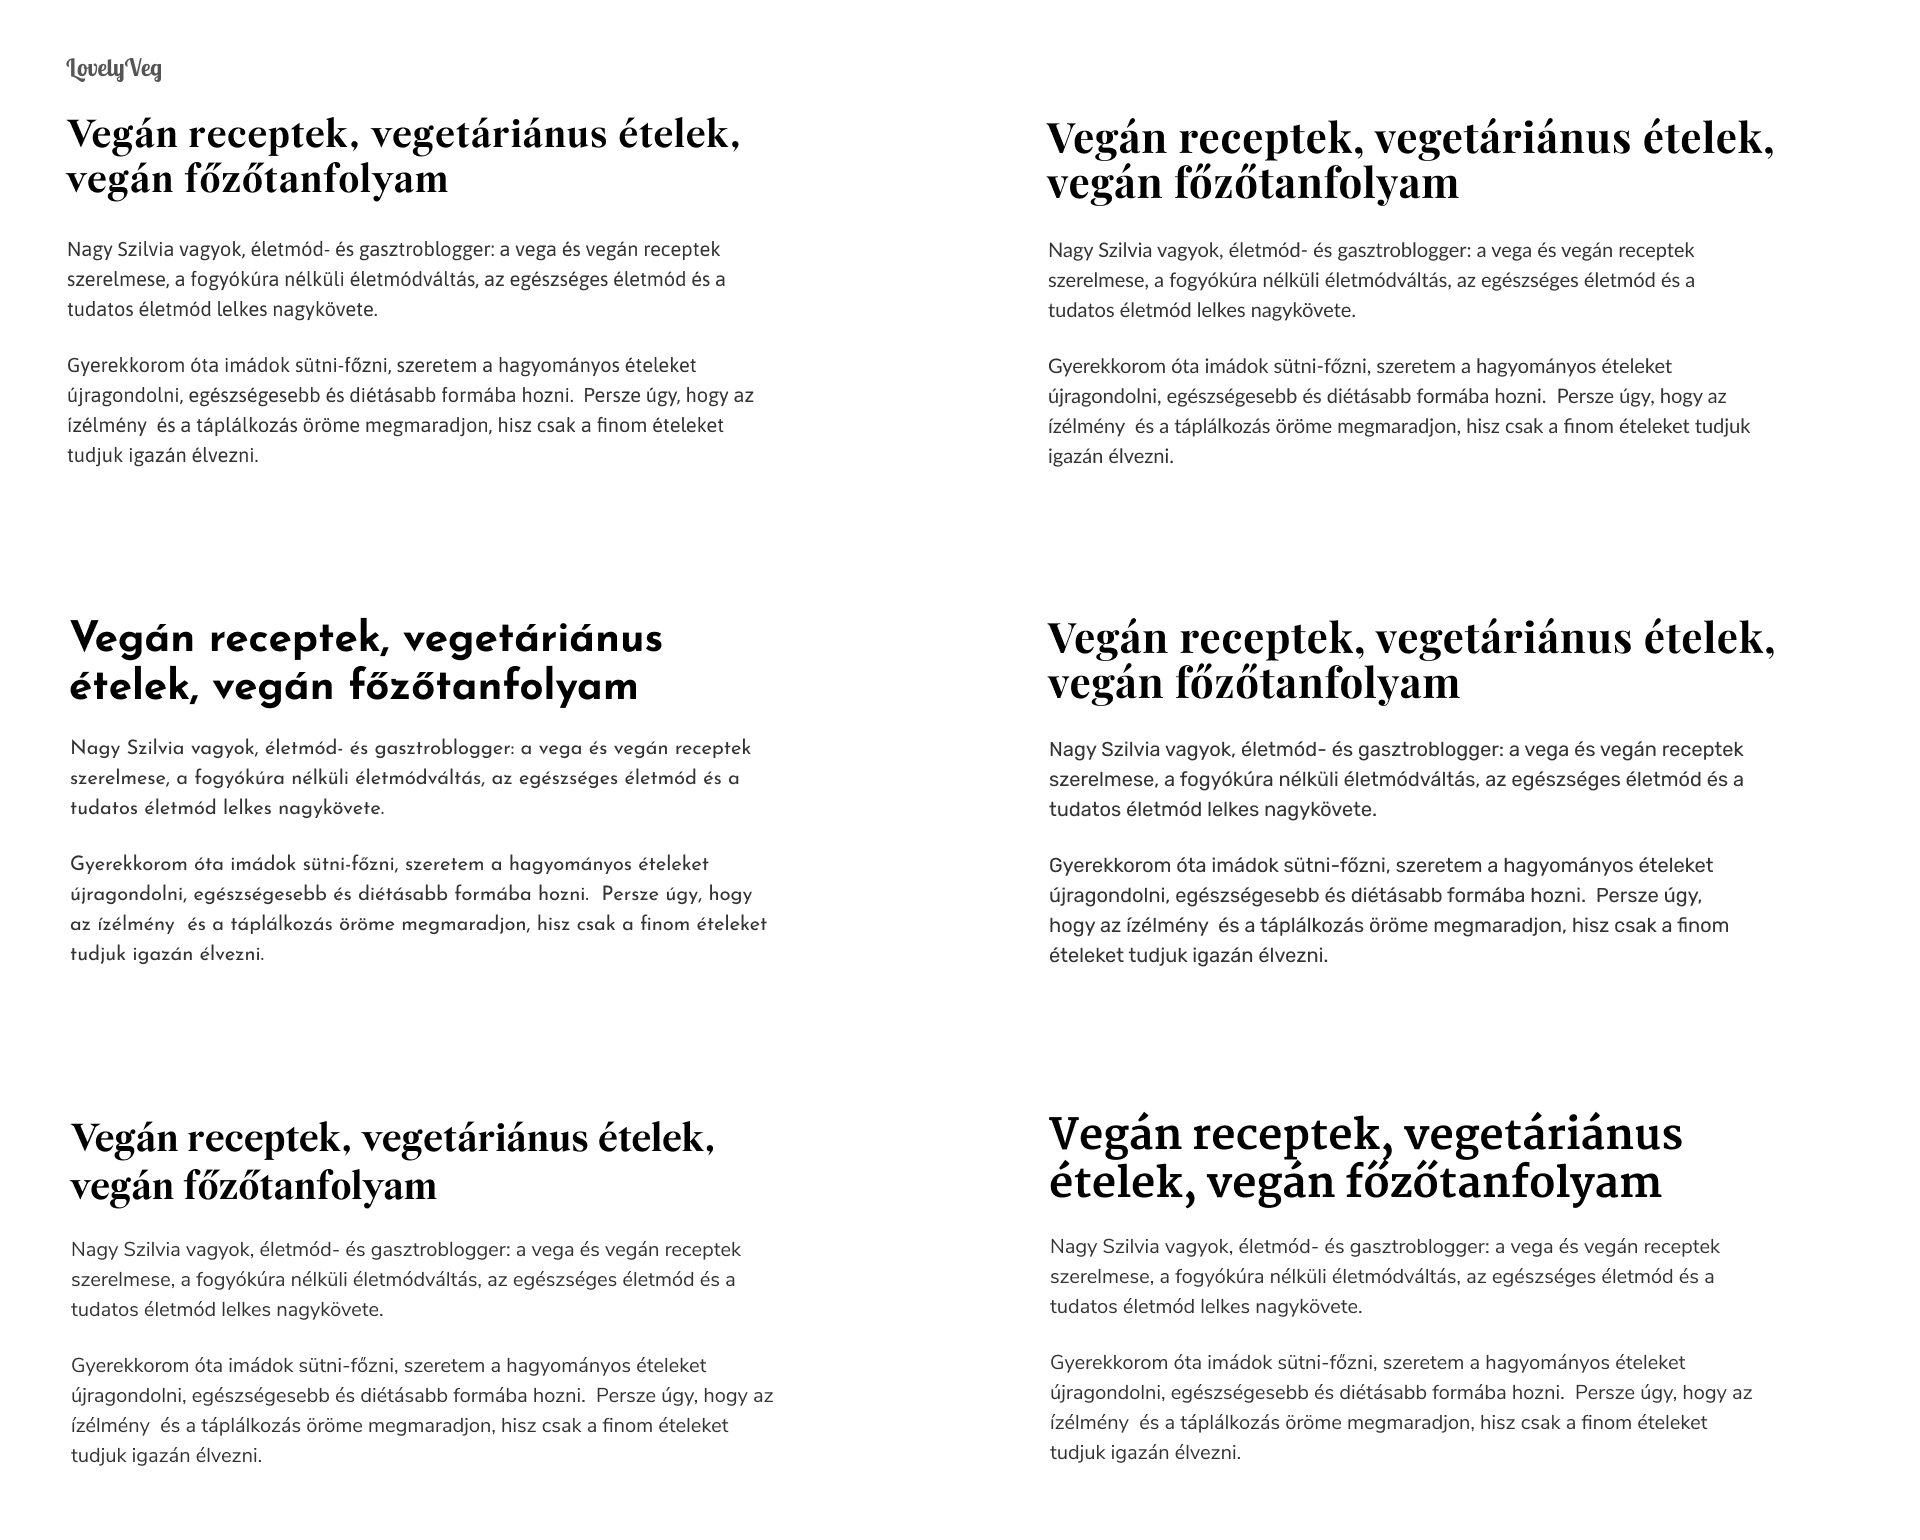 LovelyVeg
Vegán receptek, vegetáriánus ételek,
vegán főzőtanfolyam
Nagy Szilvia vagyok, életmód- és gasztroblogger: a vega és vegán receptek
szerelmese, a fogyókúra nélküli életmódváltás, az egészséges életmód és a
tudatos életmód lelkes nagykövete.
Gyerekkorom óta imádok sütni-főzni, szeretem a hagyományos ételeket
újragondolni, egészségesebb és diétásabb formába hozni.  Persze úgy, hogy az
ízélmény  és a táplálkozás öröme megmaradjon, hisz csak a finom ételeket
tudjuk igazán élvezni.
Vegán receptek, vegetáriánus ételek,
vegán főzőtanfolyam
Nagy Szilvia vagyok, életmód- és gasztroblogger: a vega és vegán receptek
szerelmese, a fogyókúra nélküli életmódváltás, az egészséges életmód és a
tudatos életmód lelkes nagykövete.
Gyerekkorom óta imádok sütni-főzni, szeretem a hagyományos ételeket
újragondolni, egészségesebb és diétásabb formába hozni.  Persze úgy, hogy az
ízélmény  és a táplálkozás öröme megmaradjon, hisz csak a finom ételeket tudjuk
igazán élvezni.
Vegán receptek, vegetáriánus
ételek, vegán főzőtanfolyam
Nagy Szilvia vagyok, életmód- és gasztroblogger: a vega és vegán receptek
szerelmese, a fogyókúra nélküli életmódváltás, az egészséges életmód és a
tudatos életmód lelkes nagykövete.
Gyerekkorom óta imádok sütni-főzni, szeretem a hagyományos ételeket
újragondolni, egészségesebb és diétásabb formába hozni.  Persze úgy, hogy
az ízélmény  és a táplálkozás öröme megmaradjon, hisz csak a finom ételeket
tudjuk igazán élvezni.
Vegán receptek, vegetáriánus ételek,
vegán főzőtanfolyam
Nagy Szilvia vagyok, életmód- és gasztroblogger: a vega és vegán receptek
szerelmese, a fogyókúra nélküli életmódváltás, az egészséges életmód és a
tudatos életmód lelkes nagykövete.
Gyerekkorom óta imádok sütni-főzni, szeretem a hagyományos ételeket
újragondolni, egészségesebb és diétásabb formába hozni.  Persze úgy,
hogy az ízélmény  és a táplálkozás öröme megmaradjon, hisz csak a finom
ételeket tudjuk igazán élvezni.
Vegán receptek, vegetáriánus ételek,
vegán főzőtanfolyam
Nagy Szilvia vagyok, életmód- és gasztroblogger: a vega és vegán receptek
szerelmese, a fogyókúra nélküli életmódváltás, az egészséges életmód és a
tudatos életmód lelkes nagykövete.
Gyerekkorom óta imádok sütni-főzni, szeretem a hagyományos ételeket
újragondolni, egészségesebb és diétásabb formába hozni.  Persze úgy, hogy az
ízélmény  és a táplálkozás öröme megmaradjon, hisz csak a finom ételeket
tudjuk igazán élvezni.
Vegán receptek, vegetáriánus
ételek, vegán főzőtanfolyam
Nagy Szilvia vagyok, életmód- és gasztroblogger: a vega és vegán receptek
szerelmese, a fogyókúra nélküli életmódváltás, az egészséges életmód és a
tudatos életmód lelkes nagykövete.
Gyerekkorom óta imádok sütni-főzni, szeretem a hagyományos ételeket
újragondolni, egészségesebb és diétásabb formába hozni.  Persze úgy, hogy az
ízélmény  és a táplálkozás öröme megmaradjon, hisz csak a finom ételeket
tudjuk igazán élvezni.